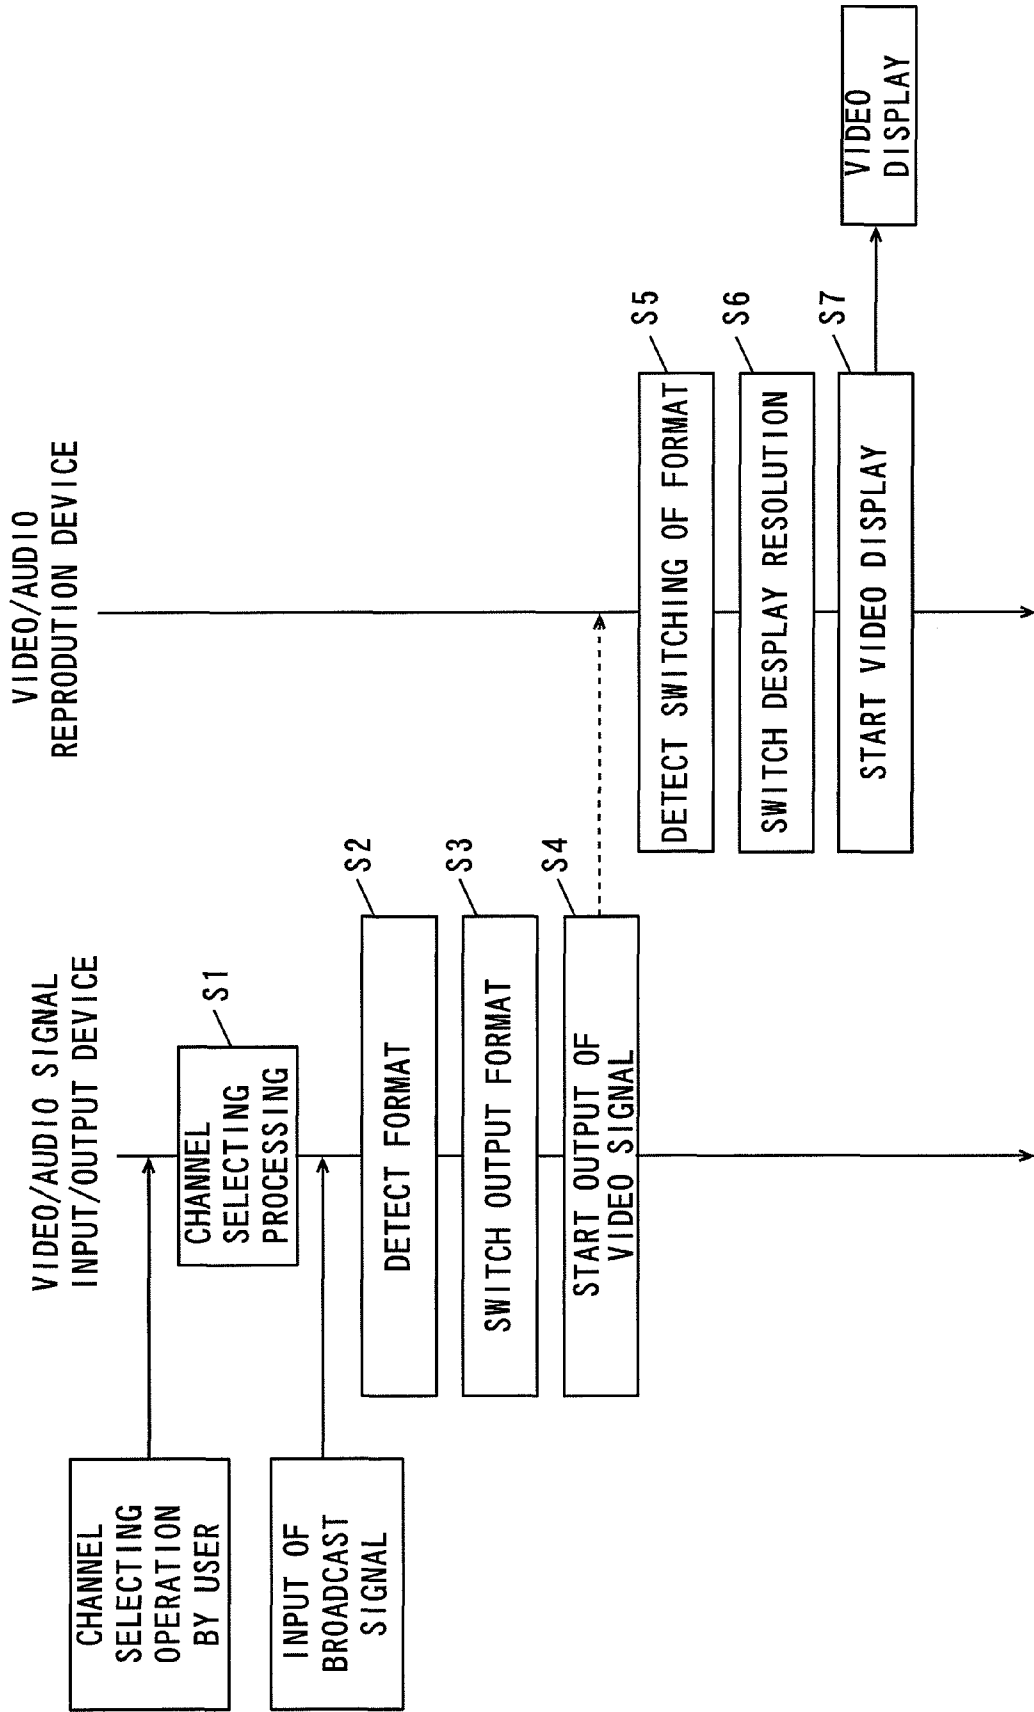 VIDEO/AUDIO SIGNAL
INPUT/OUTPUT DEVICE
VIDEO/AUDIO
REPRODUTION DEVICE
CHANNEL
SELECTING
OPERATION
BY USER
CHANNEL
SELECTING
PROCESSING
S1
INPUT OF
BROADCAST
SIGNAL
DETECT FORMAT
S2
SWITCH OUTPUT FORMAT
S3
START OUTPUT OF
VIDEO SIGNAL
S4
DETECT SWITCHING OF FORMAT
S5
SWITCH DESPLAY RESOLUTION
S6
START VIDEO DISPLAY
S7
VIDEO
DISPLAY